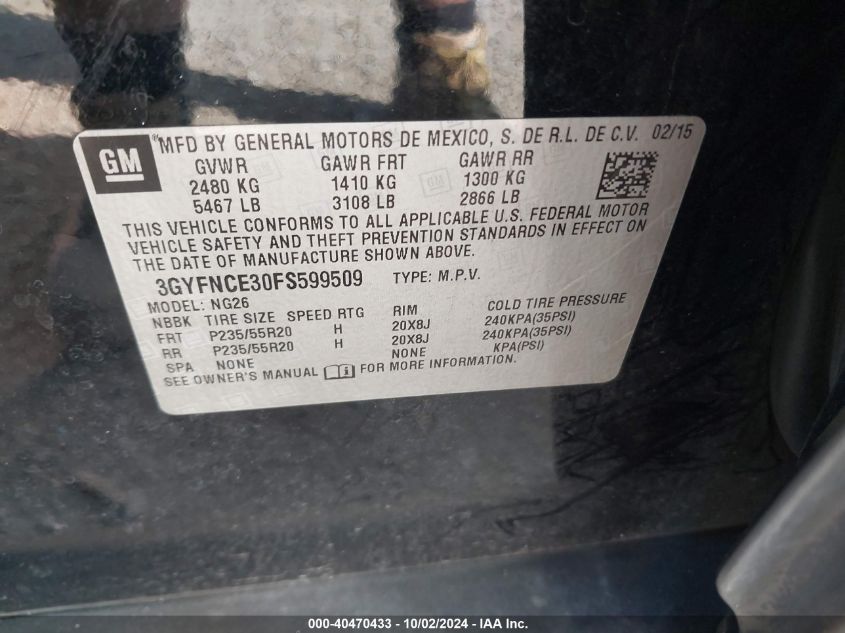 GM
MFD BY GENERAL MOTORS DE MEXICO, S. DE R.L. DE C.V. 02/15
GVWR GAWR FRT GAWR RR
2480 KG 1410 KG 1300 KG
5467 LB 3108 LB 2866 LB
THIS VEHICLE CONFORMS TO ALL APPLICABLE U.S. FEDERAL MOTOR
VEHICLE SAFETY AND THEFT PREVENTION STANDARDS IN EFFECT ON
THE DATE OF MANUFACTURE SHOWN ABOVE.
3GYFNCE30FS599509 TYPE: M.P.V.
MODEL: NG26
NBBK TIRE SIZE SPEED RTG RIM COLD TIRE PRESSURE
FRT P235/55R20 H 20X8J 240KPA(35PSI)
RR P235/55R20 H 20X8J 240KPA(35PSI)
SPA NONE NONE KPA(PSI)
SEE OWNER'S MANUAL FOR MORE INFORMATION.
000-40470433 - 10/02/2024 - IAA Inc.